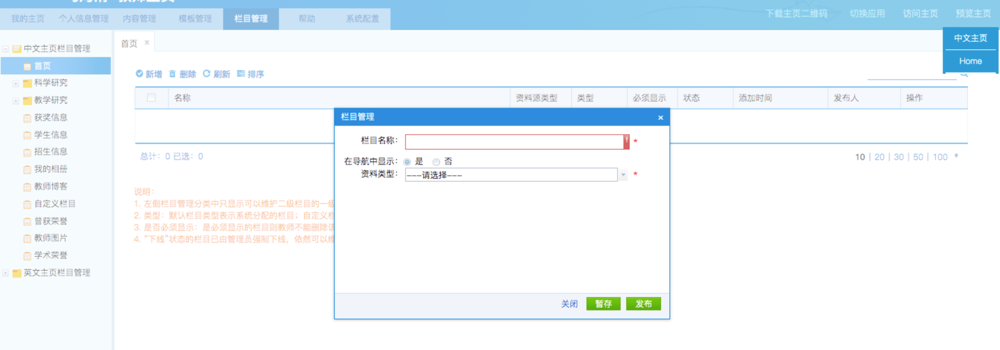 我的主页 个人信息管理 内容管理 模板管理 栏目管理 帮助 系统配置
下载主页二维码 切换应用 访问主页 预览主页
中文主页
Home
中文主页栏目管理
首页
科学研究
教学研究
获奖信息
学生信息
招生信息
我的相册
教师博客
自定义栏目
曾获荣誉
教师图片
学术荣誉
英文主页栏目管理
首页 ×
新增 删除 刷新 排序
名称 资料源类型 类型 必须显示 状态 添加时间 发布人 操作
总计：0 已选：0
10 | 20 | 30 | 50 | 100
说明：
1. 左侧栏目管理分类中只显示可以维护二级栏目的一级
2. 类型：默认栏目类型表示系统分配的栏目；自定义栏
3. 是否必须显示：是必须显示的栏目则教师不能删除该
4. “下线”状态的栏目已由管理员强制下线，依然可以维
栏目管理 ×
栏目名称： ! *
在导航中显示： 是 否
资料类型： ---请选择--- *
关闭 暂存 发布